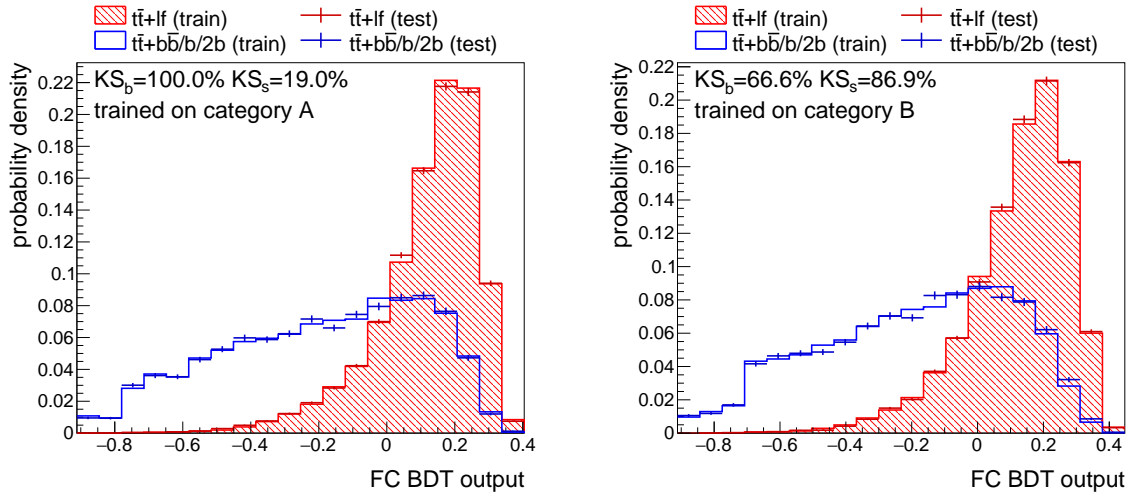 tt̄+lf (train) tt̄+lf (test)
tt̄+bb̄/b/2b (train) tt̄+bb̄/b/2b (test)
KS_b=100.0% KS_s=19.0%
trained on category A
probability density
0.22
0.2
0.18
0.16
0.14
0.12
0.1
0.08
0.06
0.04
0.02
0
−0.8 −0.6 −0.4 −0.2 0 0.2 0.4
FC BDT output
tt̄+lf (train) tt̄+lf (test)
tt̄+bb̄/b/2b (train) tt̄+bb̄/b/2b (test)
KS_b=66.6% KS_s=86.9%
trained on category B
probability density
0.22
0.2
0.18
0.16
0.14
0.12
0.1
0.08
0.06
0.04
0.02
0
−0.8 −0.6 −0.4 −0.2 0 0.2 0.4
FC BDT output